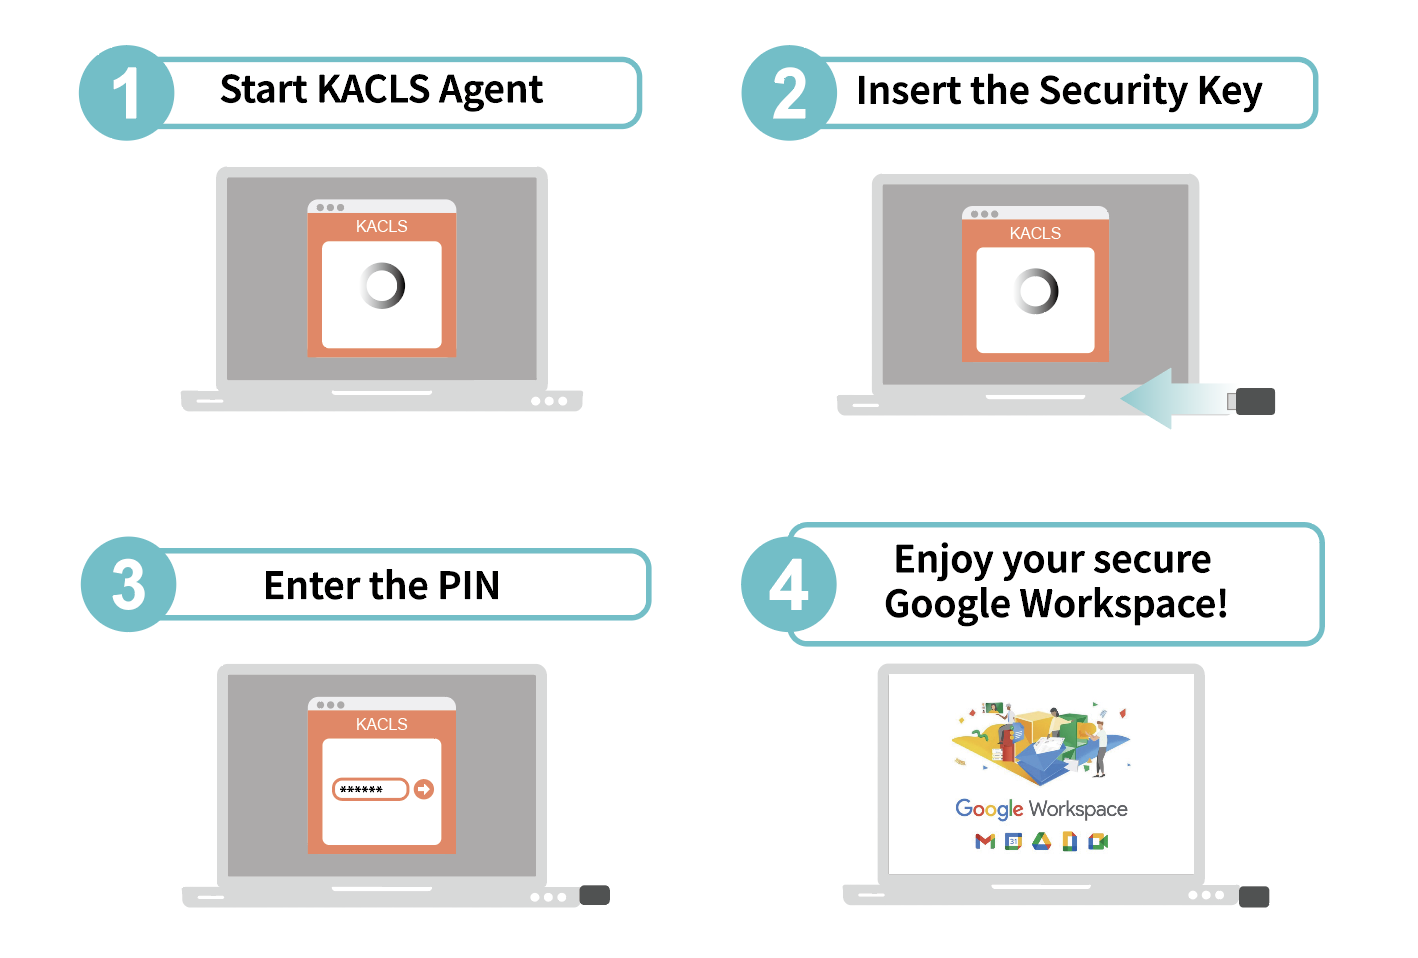 1
Start KACLS Agent
KACLS
2
Insert the Security Key
KACLS
3
Enter the PIN
KACLS
******
4
Enjoy your secure
Google Workspace!
Google Workspace
31